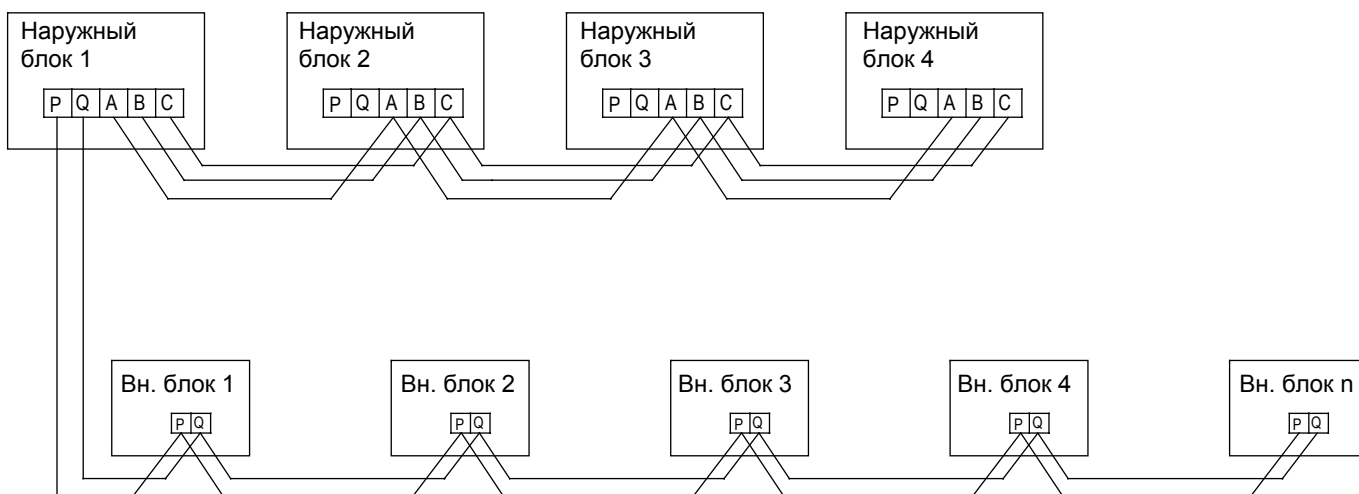 Наружный
блок 1
P Q A B C
Наружный
блок 2
P Q A B C
Наружный
блок 3
P Q A B C
Наружный
блок 4
P Q A B C
Вн. блок 1
P Q
Вн. блок 2
P Q
Вн. блок 3
P Q
Вн. блок 4
P Q
Вн. блок n
P Q